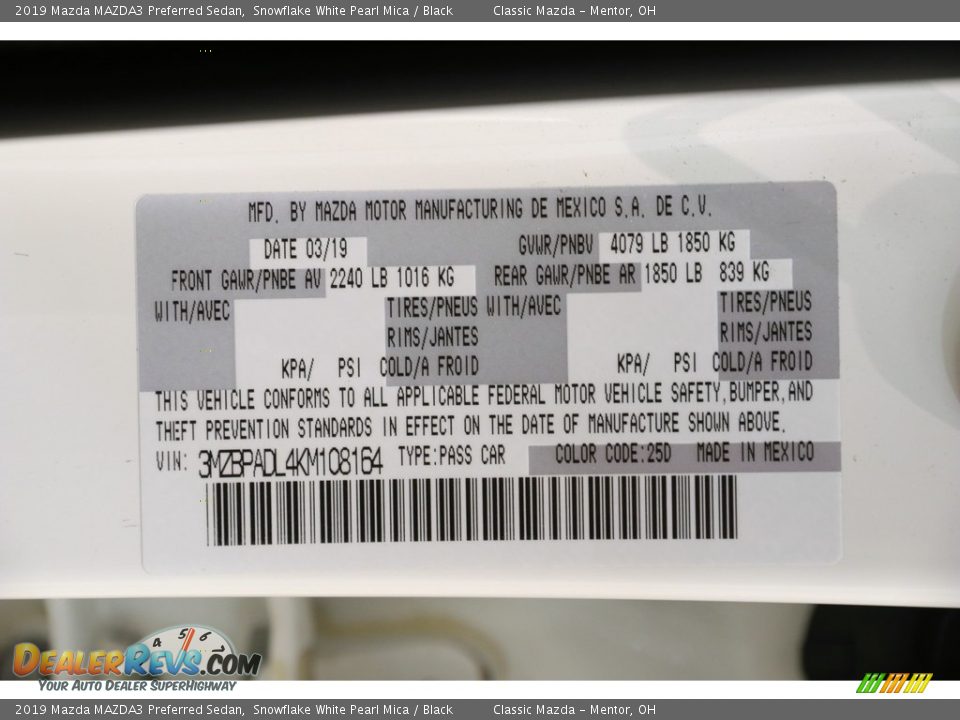 2019 Mazda MAZDA3 Preferred Sedan, Snowflake White Pearl Mica / Black Classic Mazda - Mentor, OH
MFD. BY MAZDA MOTOR MANUFACTURING DE MEXICO S.A. DE C.V.
DATE 03/19 GVWR/PNBV 4079 LB 1850 KG
FRONT GAWR/PNBE AV 2240 LB 1016 KG REAR GAWR/PNBE AR 1850 LB 839 KG
WITH/AVEC TIRES/PNEUS WITH/AVEC TIRES/PNEUS
RIMS/JANTES RIMS/JANTES
KPA/ PSI COLD/A FROID KPA/ PSI COLD/A FROID
THIS VEHICLE CONFORMS TO ALL APPLICABLE FEDERAL MOTOR VEHICLE SAFETY,BUMPER,AND
THEFT PREVENTION STANDARDS IN EFFECT ON THE DATE OF MANUFACTURE SHOWN ABOVE.
VIN: 3MZBPADL4KM108164 TYPE:PASS CAR COLOR CODE:25D MADE IN MEXICO
4 5 6
DEALERREVS.COM
YOUR AUTO DEALER SUPERHIGHWAY
2019 Mazda MAZDA3 Preferred Sedan, Snowflake White Pearl Mica / Black Classic Mazda - Mentor, OH